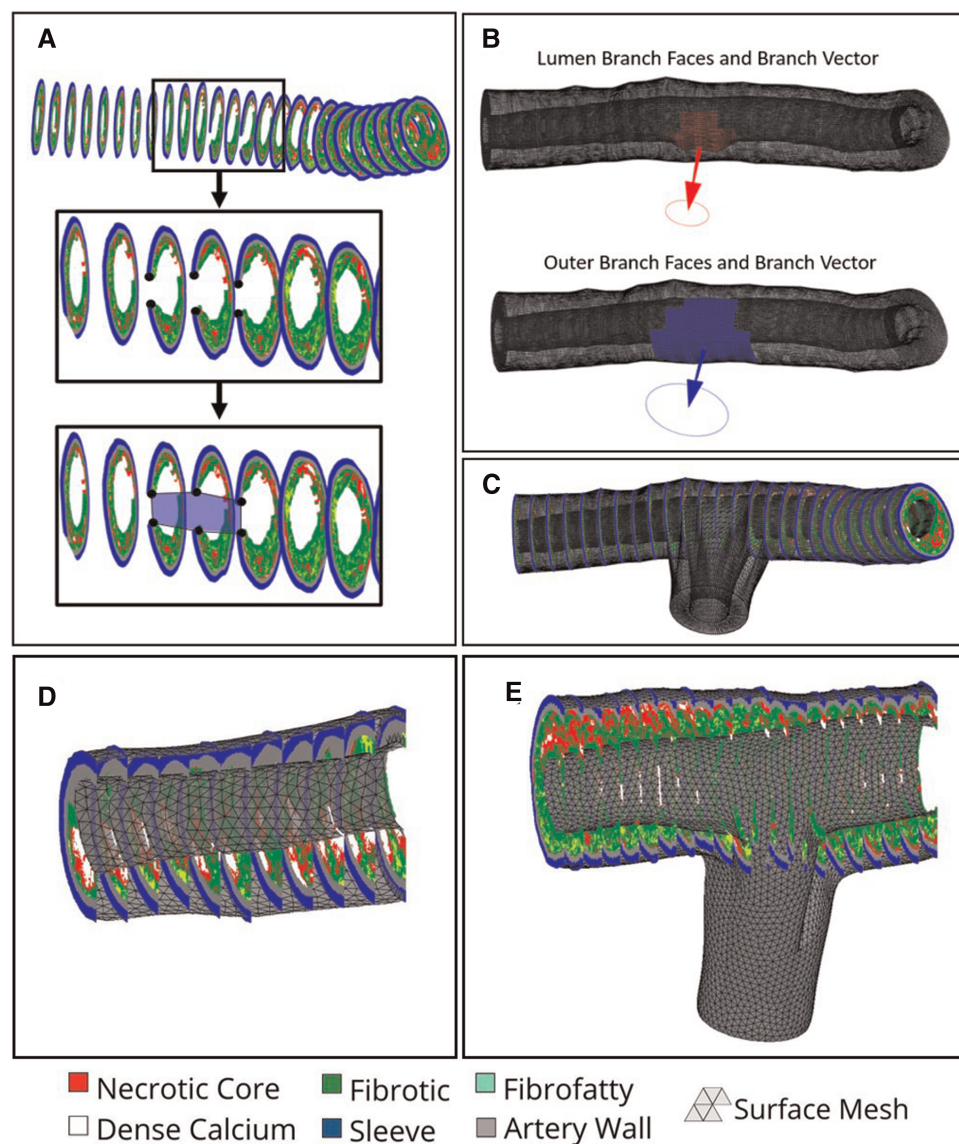 A
B
Lumen Branch Faces and Branch Vector
Outer Branch Faces and Branch Vector
C
D
E
Necrotic Core
Fibrotic
Fibrofatty
Surface Mesh
Dense Calcium
Sleeve
Artery Wall